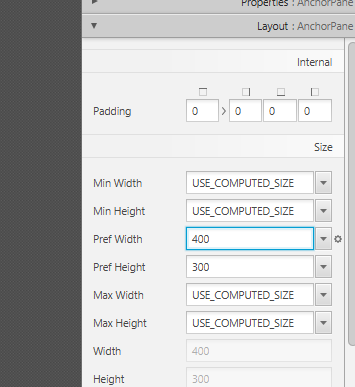 Properties : AnchorPane
Layout : AnchorPane
Internal
Padding 0 0 0 0
Size
Min Width USE_COMPUTED_SIZE
Min Height USE_COMPUTED_SIZE
Pref Width 400
Pref Height 300
Max Width USE_COMPUTED_SIZE
Max Height USE_COMPUTED_SIZE
Width 400
Height 300